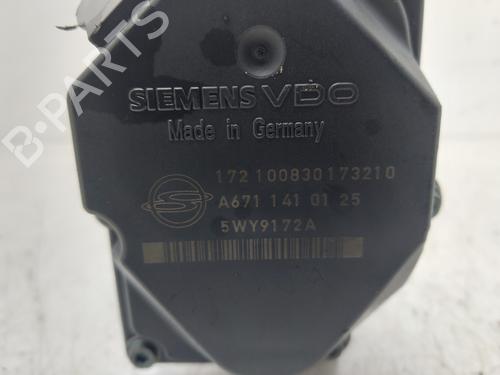 SIEMENS VDO
Made in Germany
172 100830173210
A671 141 01 25
5WY9172A
B-PARTS